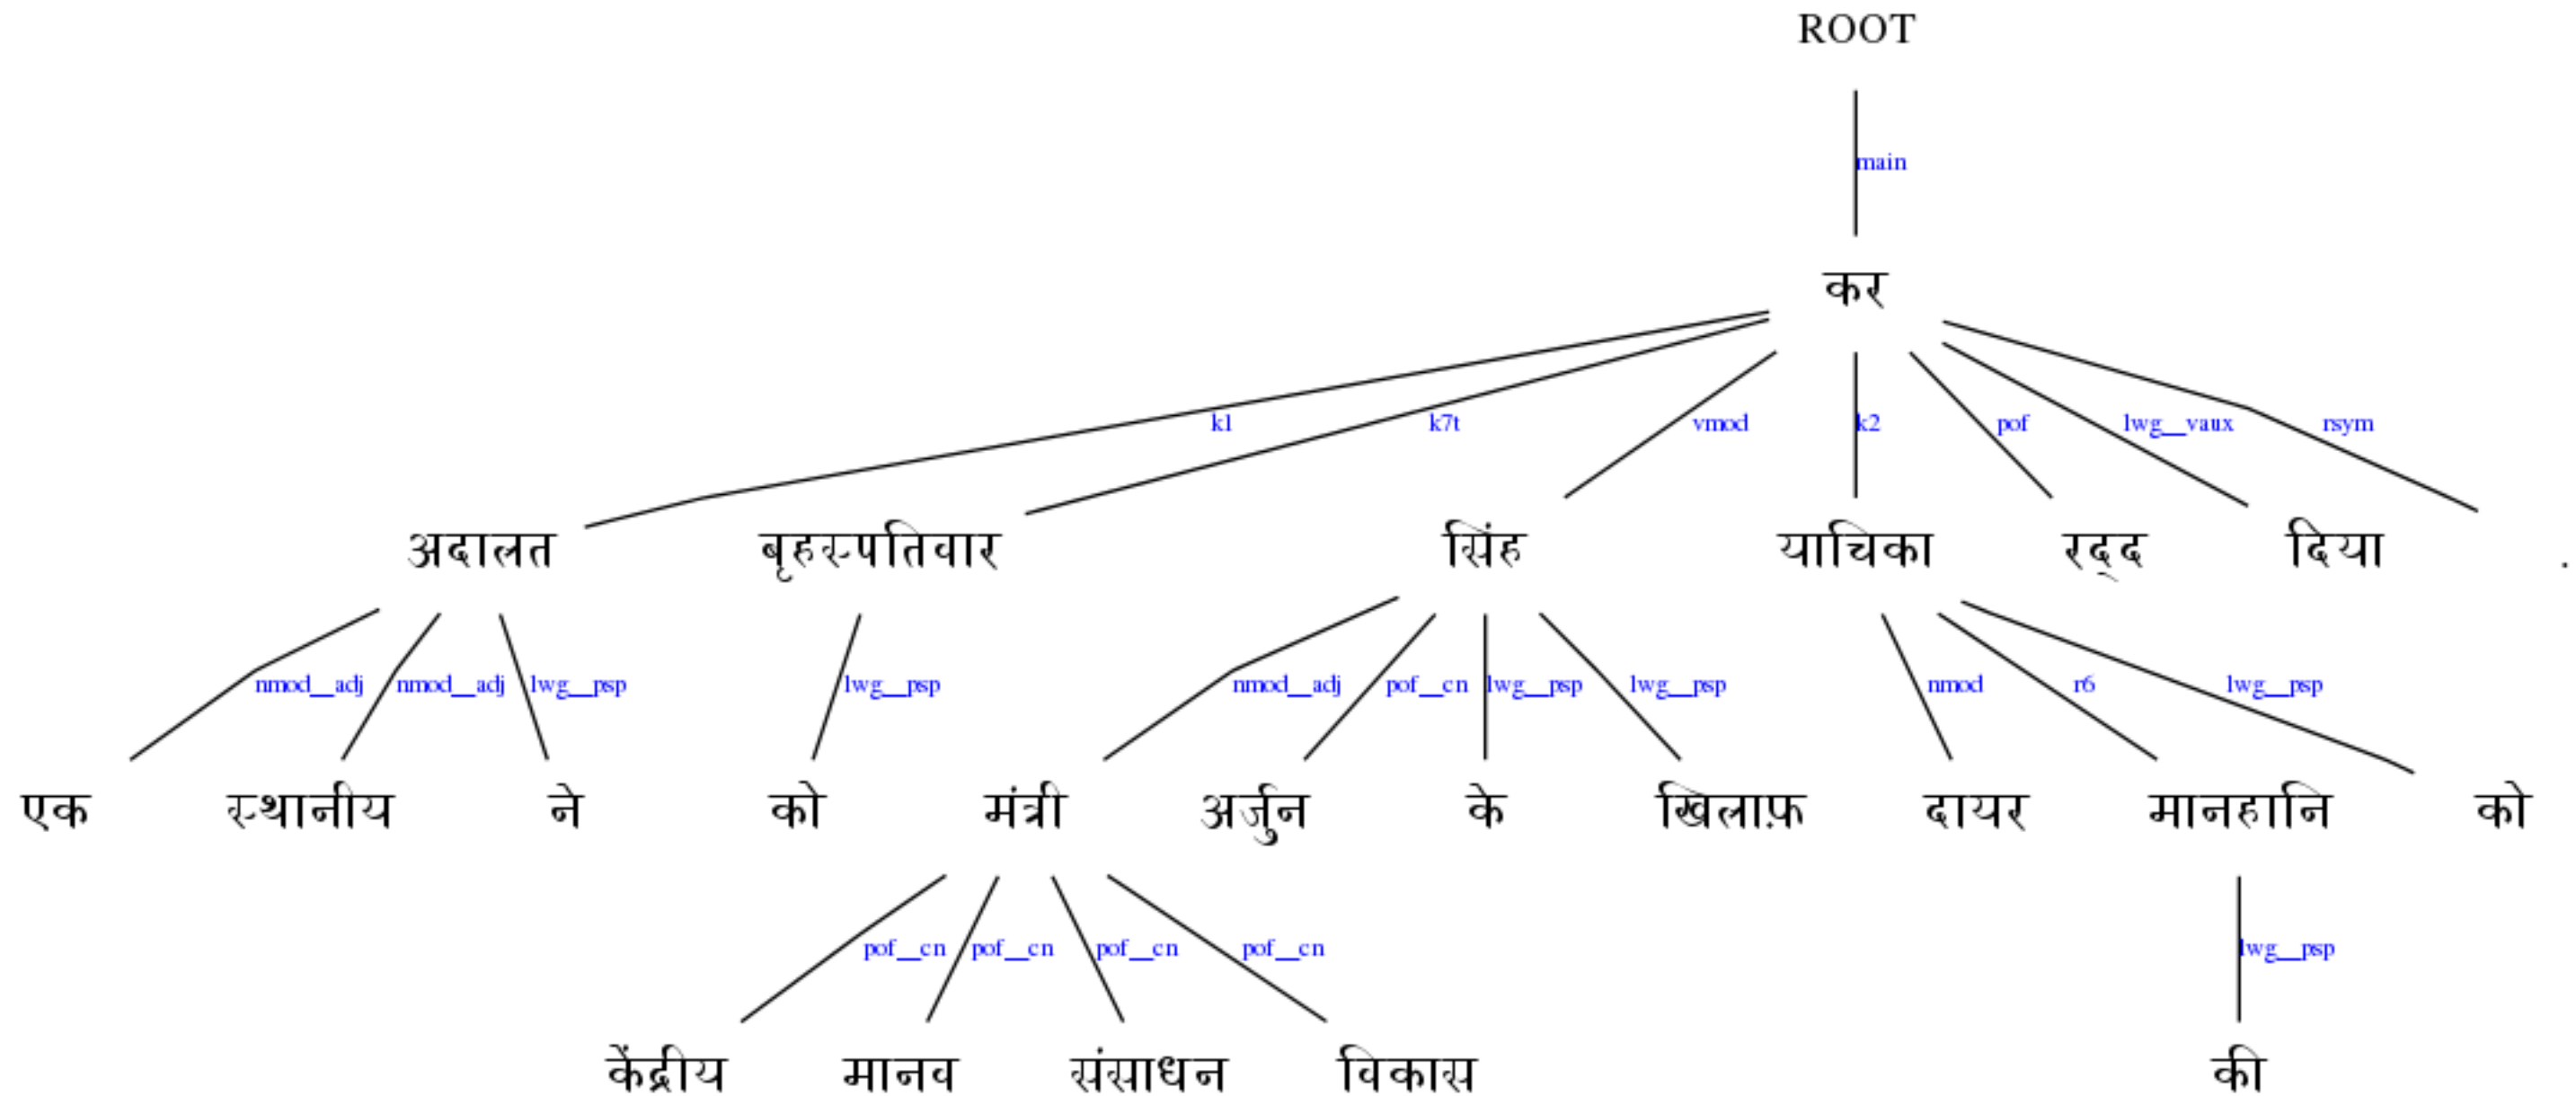 ROOT
main
कर
k1 k7t vmod k2 pof lwg__vaux rsym
अदालत बृहस्पतिवार सिंह याचिका रद्द दिया .
nmod__adj nmod__adj lwg__psp lwg__psp nmod__adj pof__cn lwg__psp lwg__psp nmod r6 lwg__psp
एक स्थानीय ने को मंत्री अर्जुन के खिलाफ़ दायर मानहानि को
pof__cn pof__cn pof__cn pof__cn lwg__psp
केंद्रीय मानव संसाधन विकास की